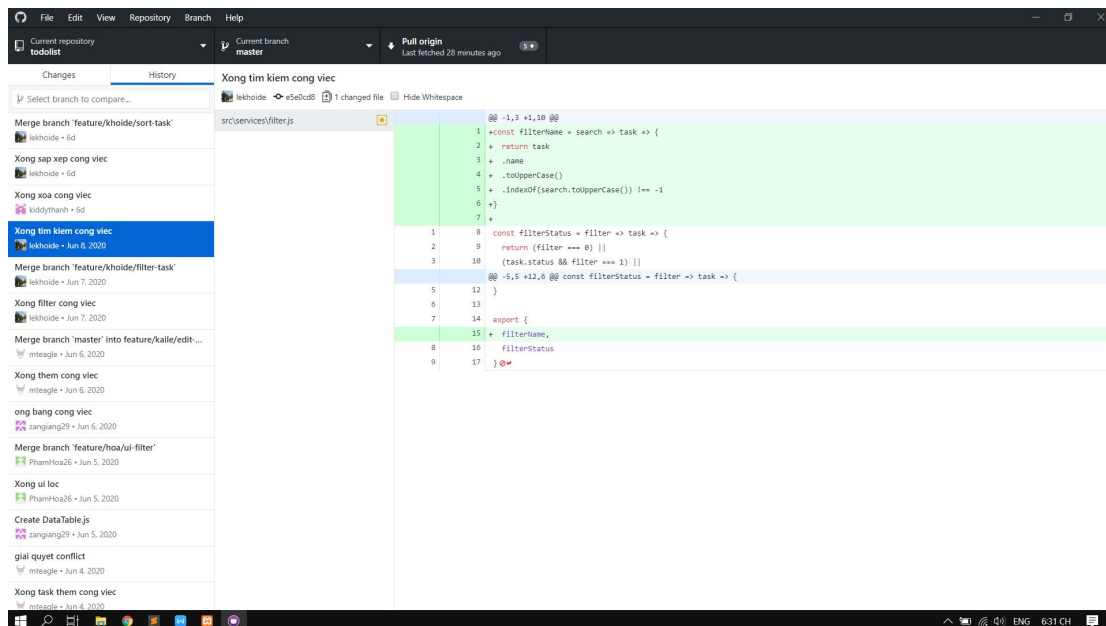 File Edit View Repository Branch Help
Current repository
todolist
Current branch
master
Pull origin
Last fetched 28 minutes ago
5
Changes History
Select branch to compare...
Merge branch 'feature/khoide/sort-task'
lekhoide • 6d
Xong sap xep cong viec
lekhoide • 6d
Xong xoa cong viec
kiddythanh • 6d
Xong tim kiem cong viec
lekhoide • Jun 8, 2020
Merge branch 'feature/khoide/filter-task'
lekhoide • Jun 7, 2020
Xong filter cong viec
lekhoide • Jun 7, 2020
Merge branch 'master' into feature/kaile/edit-...
mteagle • Jun 6, 2020
Xong them cong viec
mteagle • Jun 6, 2020
ong bang cong viec
zangiang29 • Jun 6, 2020
Merge branch 'feature/hoa/ui-filter'
PhamHoa26 • Jun 5, 2020
Xong ui loc
PhamHoa26 • Jun 5, 2020
Create DataTable.js
zangiang29 • Jun 5, 2020
giai quyet conflict
mteagle • Jun 4, 2020
Xong task them cong viec
mteagle • Jun 4, 2020
Xong tim kiem cong viec
lekhoide e5e0cd8 1 changed file Hide Whitespace
src\services\filter.js
@@ -1,3 +1,10 @@
1 +const filterName = search => task => {
2 + return task
3 + .name
4 + .toUpperCase()
5 + .indexOf(search.toUpperCase()) !== -1
6 +}
7 +
1 8 const filterStatus = filter => task => {
2 9 return (filter === 0) ||
3 10 (task.status && filter === 1) ||
@@ -5,5 +12,6 @@ const filterStatus = filter => task => {
5 12 }
6 13
7 14 export {
15 + filterName,
8 16 filterStatus
9 17 }
ENG 6:31 CH